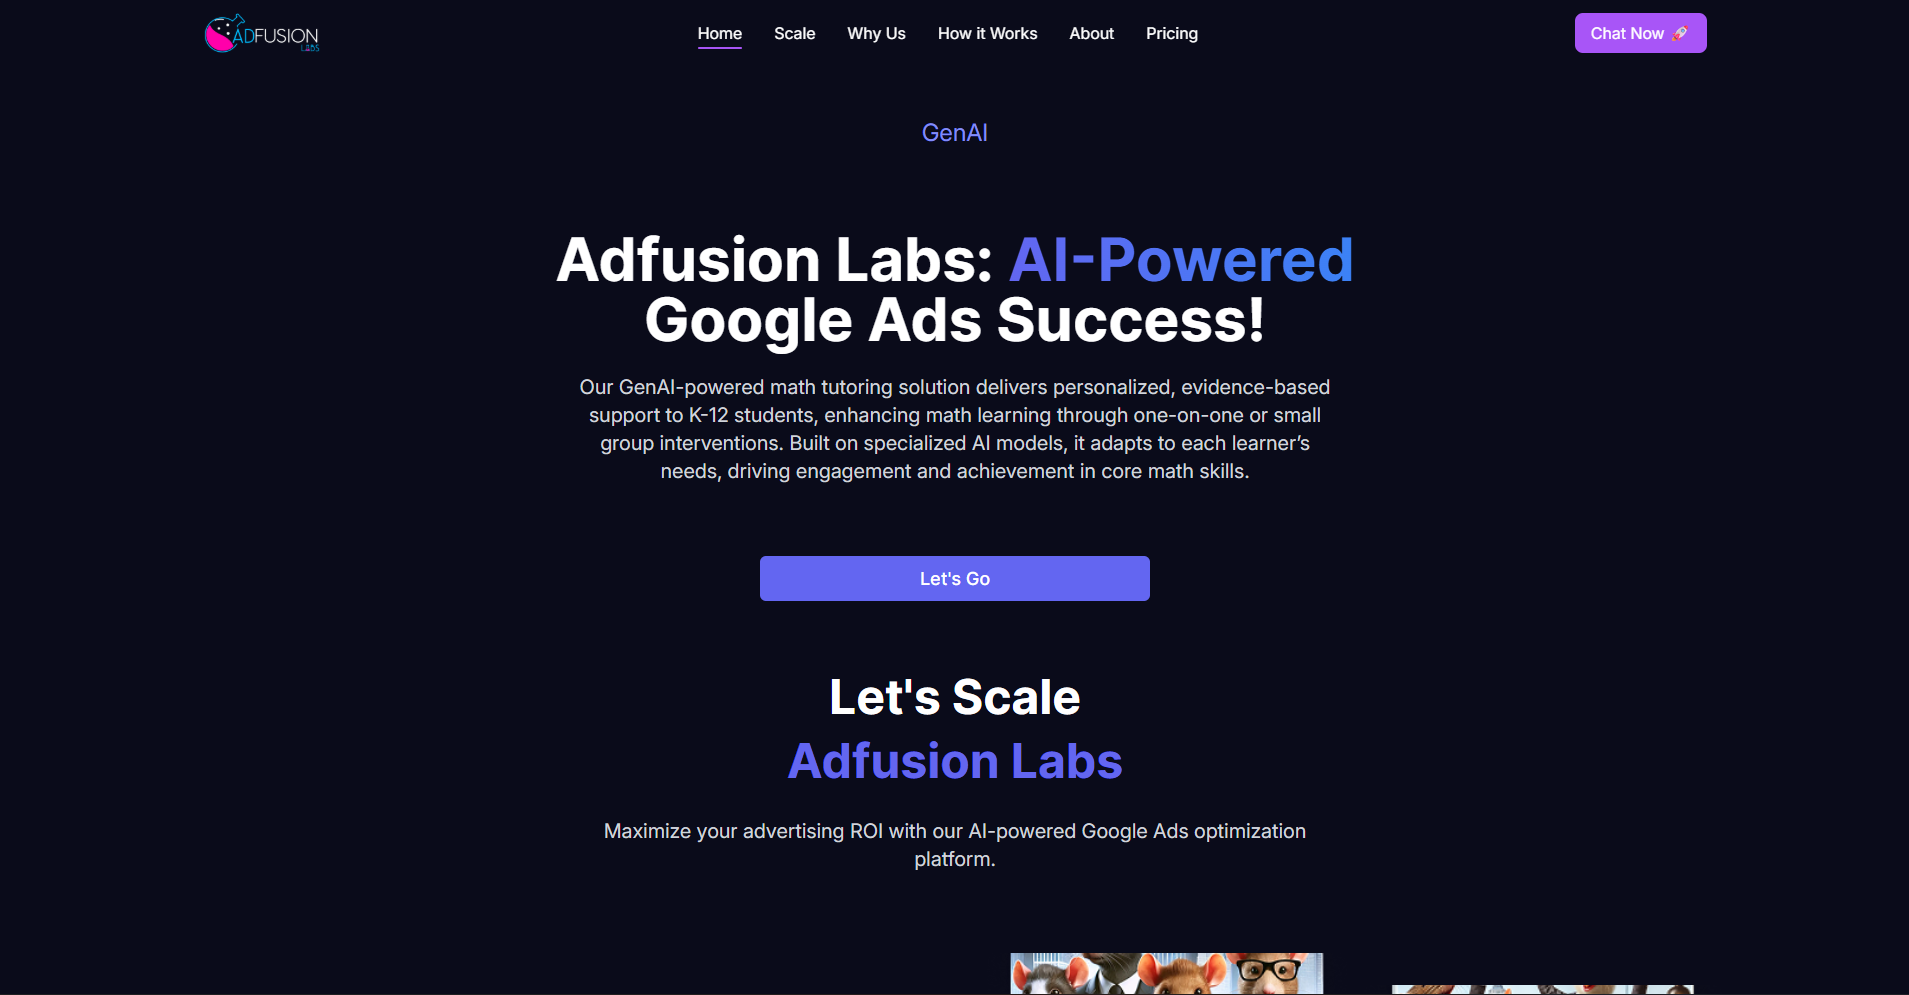 ADFUSION
LABS
Home
Scale
Why Us
How it Works
About
Pricing
Chat Now 🚀
GenAI
Adfusion Labs: AI-Powered
Google Ads Success!
Our GenAI-powered math tutoring solution delivers personalized, evidence-based
support to K-12 students, enhancing math learning through one-on-one or small
group interventions. Built on specialized AI models, it adapts to each learner’s
needs, driving engagement and achievement in core math skills.
Let's Go
Let's Scale
Adfusion Labs
Maximize your advertising ROI with our AI-powered Google Ads optimization
platform.